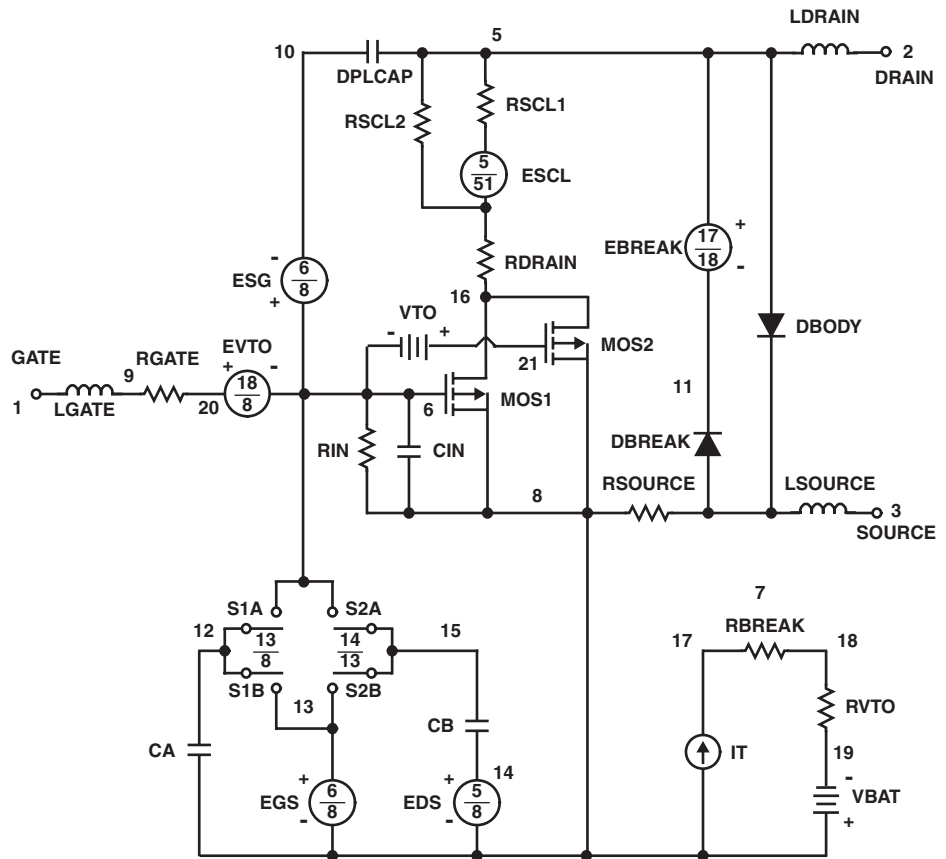 LDRAIN
5
10
2
DPLCAP
DRAIN
RSCL1
RSCL2
5
51
ESCL
+
17
18
EBREAK
-
-
6
8
ESG
+
RDRAIN
16
VTO
-
+
DBODY
MOS2
GATE
RGATE
EVTO
9
+
18
8
-
21
11
1
LGATE
20
6
MOS1
DBREAK
RIN
CIN
RSOURCE
LSOURCE
8
3
SOURCE
7
S1A
S2A
RBREAK
12
13
8
14
13
15
17
18
S1B
S2B
13
RVTO
CB
CA
IT
19
14
+
6
8
EGS
-
+
5
8
EDS
-
-
VBAT
+